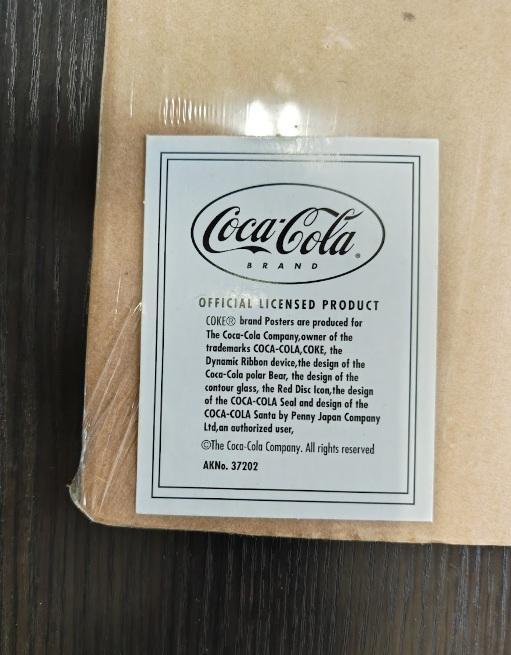 Coca-Cola®
BRAND
OFFICIAL LICENSED PRODUCT
COKE® brand Posters are produced for
The Coca-Cola Company,owner of the
trademarks COCA-COLA,COKE, the
Dynamic Ribbon device,the design of the
Coca-Cola polar Bear, the design of the
contour glass, the Red Disc Icon,the design
of the COCA-COLA Seal and design of the
COCA-COLA Santa by Penny Japan Company
Ltd,an authorized user,
©The Coca-Cola Company. All rights reserved
AKNo. 37202